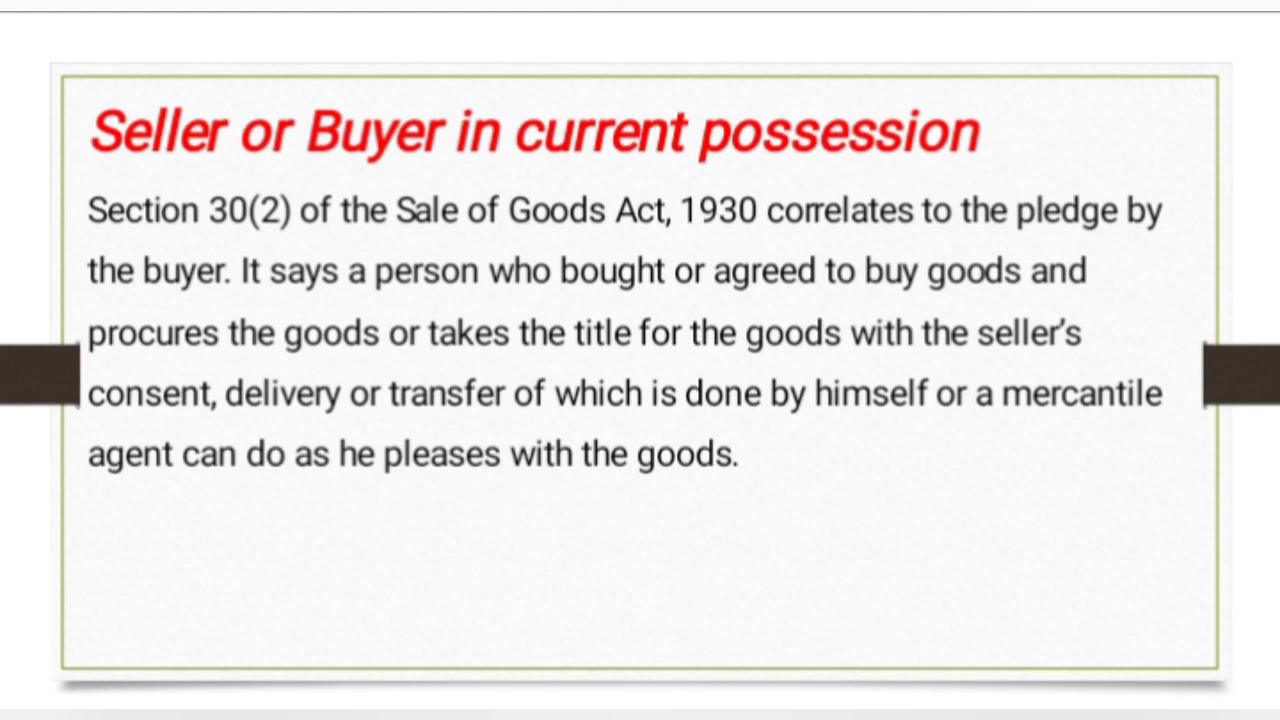 Seller or Buyer in current possession
Section 30(2) of the Sale of Goods Act, 1930 correlates to the pledge by
the buyer. It says a person who bought or agreed to buy goods and
procures the goods or takes the title for the goods with the seller’s
consent, delivery or transfer of which is done by himself or a mercantile
agent can do as he pleases with the goods.